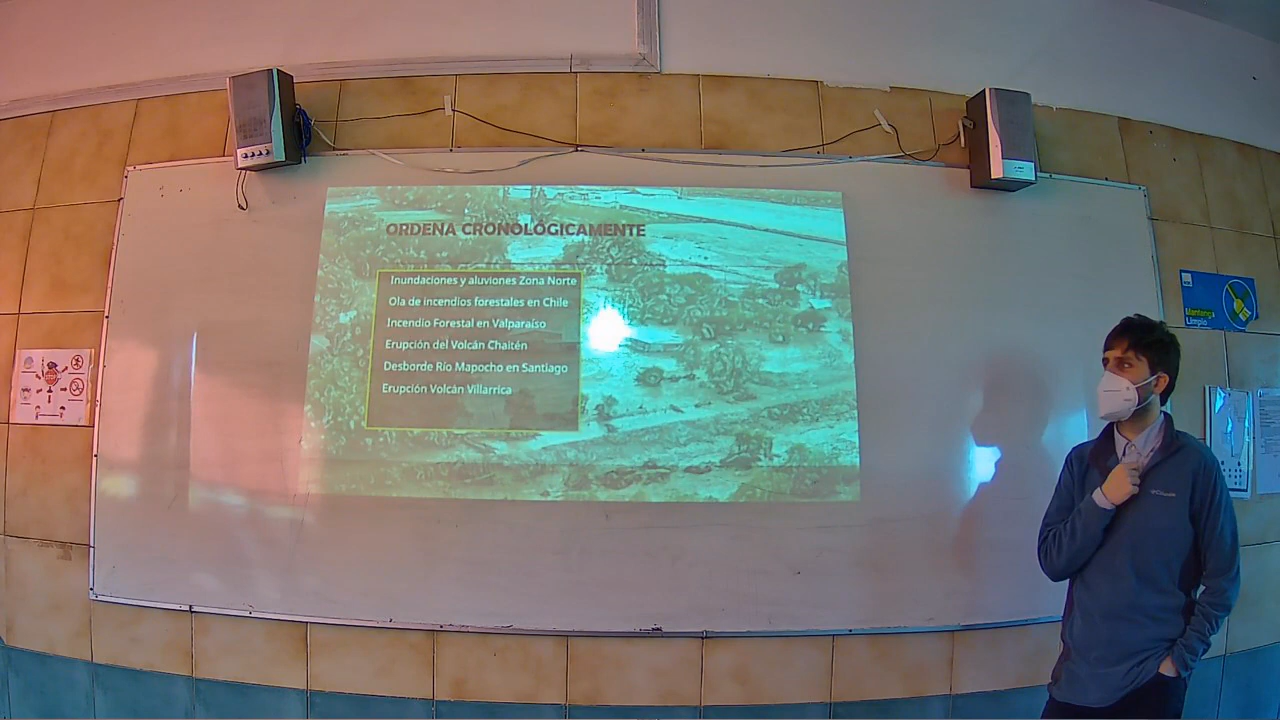 ORDENA CRONOLÓGICAMENTE
Inundaciones y aluviones Zona Norte
Ola de incendios forestales en Chile
Incendio Forestal en Valparaíso
Erupción del Volcán Chaitén
Desborde Río Mapocho en Santiago
Erupción Volcán Villarrica
Mantenga
Limpio
Columbia